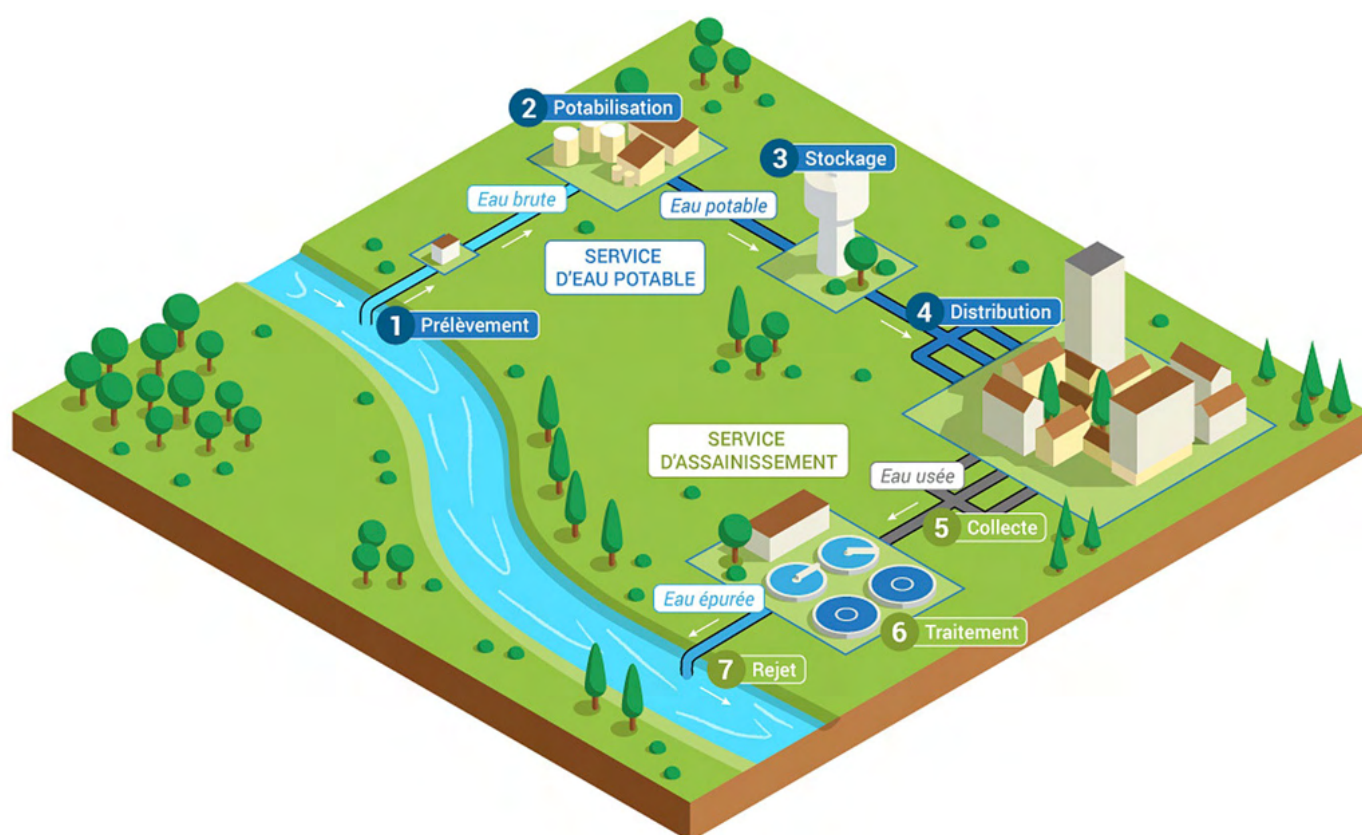 2 Potabilisation
3 Stockage
Eau brute
Eau potable
SERVICE
D'EAU POTABLE
1 Prélèvement
4 Distribution
SERVICE
D'ASSAINISSEMENT
Eau usée
5 Collecte
Eau épurée
6 Traitement
7 Rejet